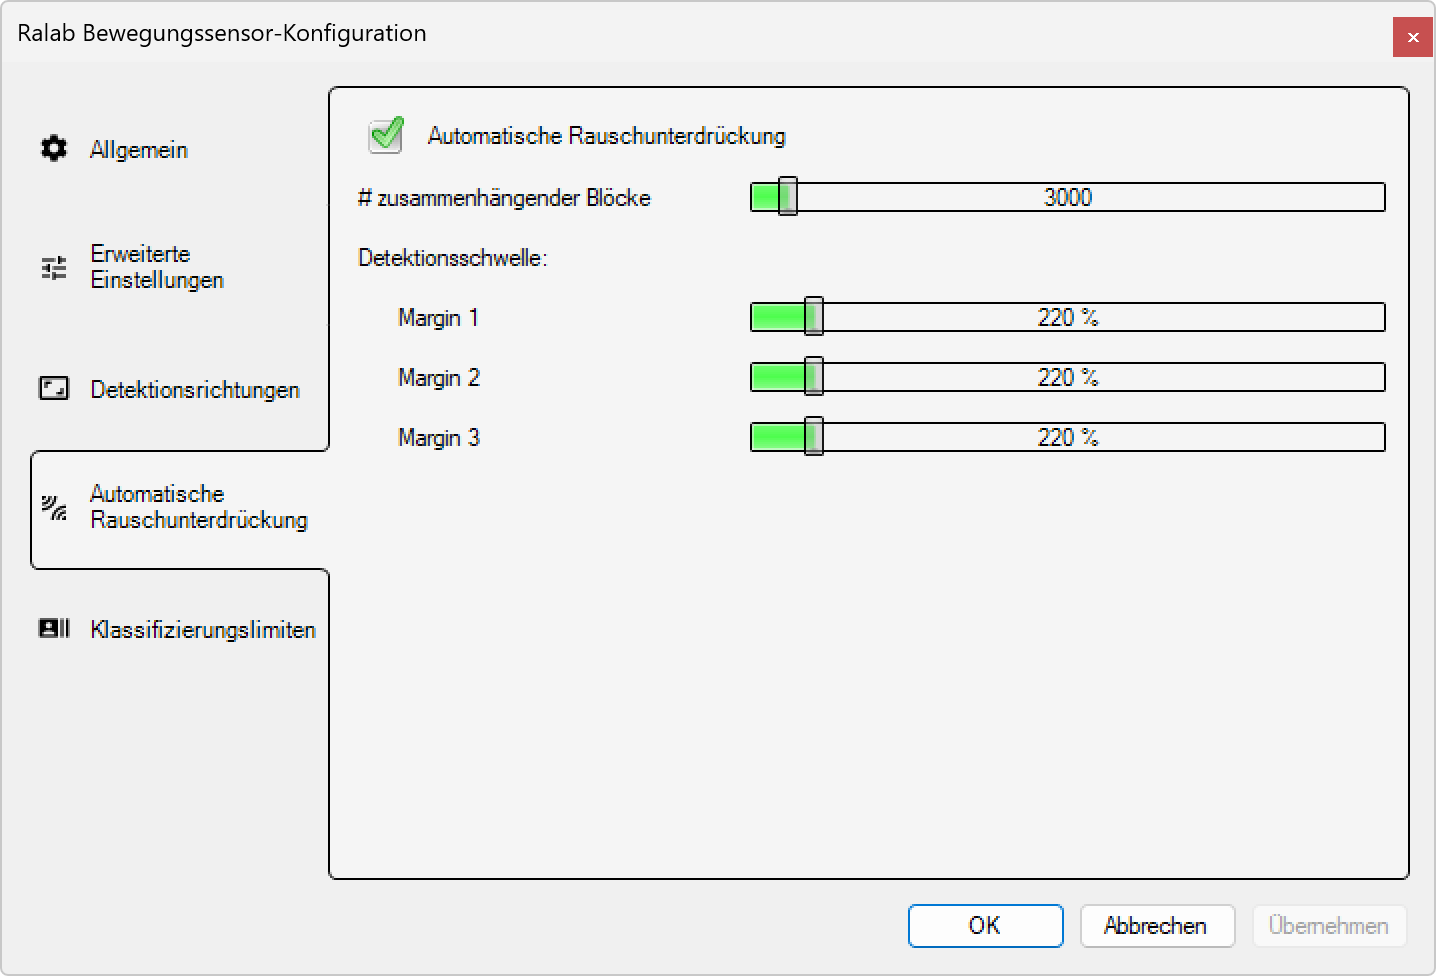 Ralab Bewegungssensor-Konfiguration
Allgemein
Erweiterte
Einstellungen
Detektionsrichtungen
Automatische
Rauschunterdrückung
Klassifizierungslimiten
Automatische Rauschunterdrückung
# zusammenhängender Blöcke
3000
Detektionsschwelle:
Margin 1
220 %
Margin 2
220 %
Margin 3
220 %
OK
Abbrechen
Übernehmen